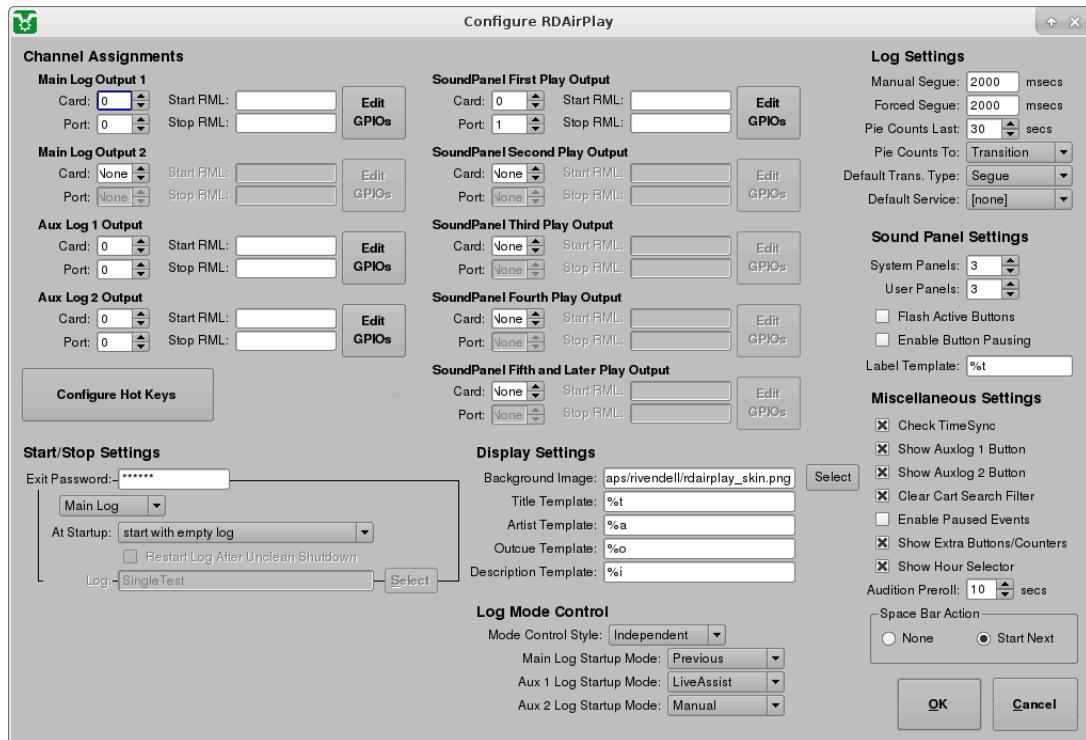 Configure RDAirPlay
Channel Assignments
Main Log Output 1
Card: 0 Start RML: Edit GPIOs
Port: 0 Stop RML:
Main Log Output 2
Card: None Start RML: Edit GPIOs
Port: None Stop RML:
Aux Log 1 Output
Card: 0 Start RML: Edit GPIOs
Port: 0 Stop RML:
Aux Log 2 Output
Card: 0 Start RML: Edit GPIOs
Port: 0 Stop RML:
Configure Hot Keys
SoundPanel First Play Output
Card: 0 Start RML: Edit GPIOs
Port: 1 Stop RML:
SoundPanel Second Play Output
Card: None Start RML: Edit GPIOs
Port: None Stop RML:
SoundPanel Third Play Output
Card: None Start RML: Edit GPIOs
Port: None Stop RML:
SoundPanel Fourth Play Output
Card: None Start RML: Edit GPIOs
Port: None Stop RML:
SoundPanel Fifth and Later Play Output
Card: None Start RML: Edit GPIOs
Port: None Stop RML:
Start/Stop Settings
Exit Password: ******
Main Log
At Startup: start with empty log
Restart Log After Unclean Shutdown
Log: SingleTest Select
Display Settings
Background Image: aps/rivendell/rdairplay_skin.png Select
Title Template: %t
Artist Template: %a
Outcue Template: %o
Description Template: %i
Log Mode Control
Mode Control Style: Independent
Main Log Startup Mode: Previous
Aux 1 Log Startup Mode: LiveAssist
Aux 2 Log Startup Mode: Manual
Log Settings
Manual Segue: 2000 msecs
Forced Segue: 2000 msecs
Pie Counts Last: 30 secs
Pie Counts To: Transition
Default Trans. Type: Segue
Default Service: [none]
Sound Panel Settings
System Panels: 3
User Panels: 3
Flash Active Buttons
Enable Button Pausing
Label Template: %t
Miscellaneous Settings
Check TimeSync
Show Auxlog 1 Button
Show Auxlog 2 Button
Clear Cart Search Filter
Enable Paused Events
Show Extra Buttons/Counters
Show Hour Selector
Audition Preroll: 10 secs
Space Bar Action
None Start Next
OK Cancel